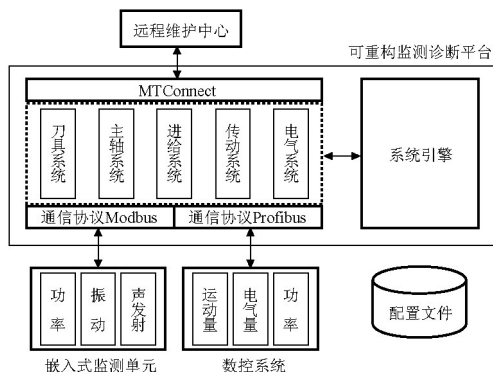 远程维护中心
可重构监测诊断平台
MTConnect
刀具系统
主轴系统
进给系统
传动系统
电气系统
系统引擎
通信协议Modbus
通信协议Profibus
功率
振动
声发射
运动量
电气量
功率
配置文件
嵌入式监测单元
数控系统